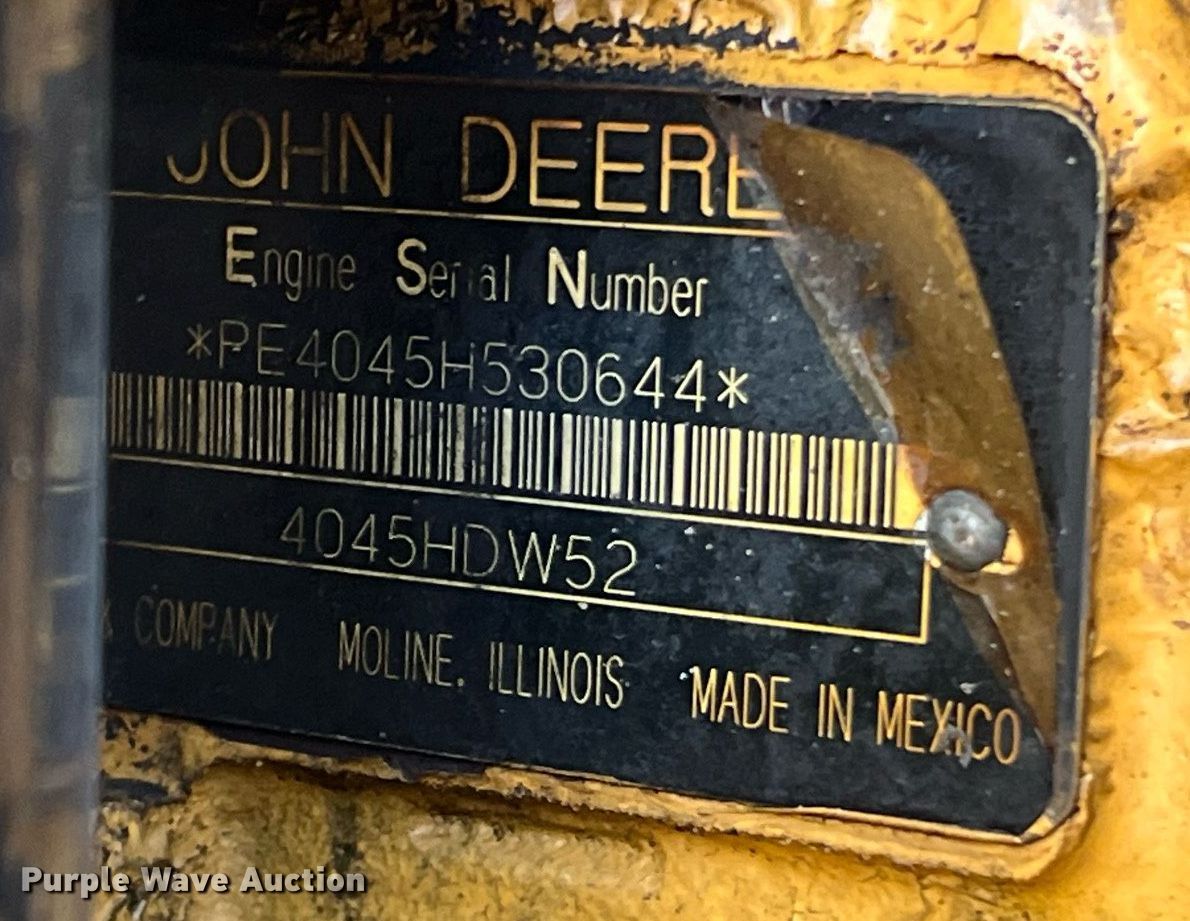 JOHN DEERE
Engine Serial Number
*PE4045H530644*
4045HDW52
& COMPANY MOLINE, ILLINOIS MADE IN MEXICO
Purple Wave Auction